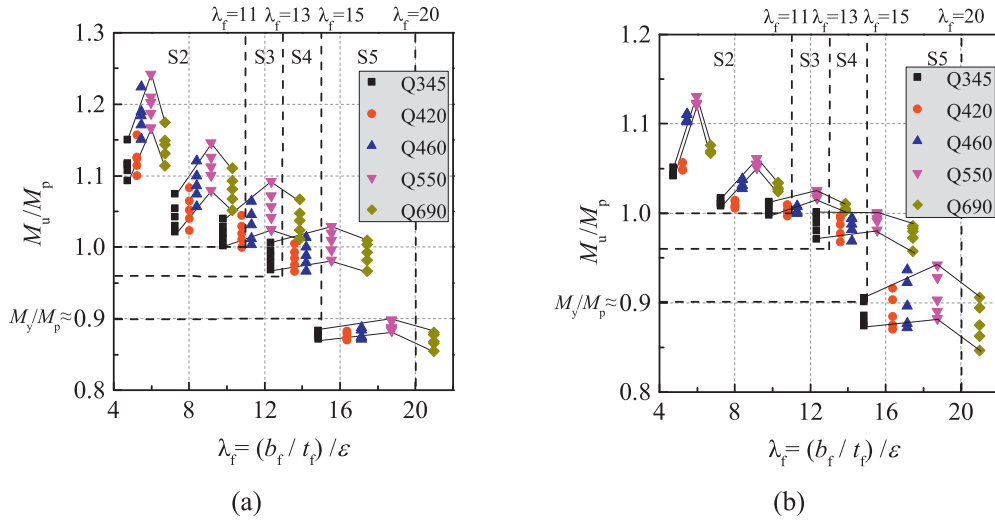 λf=11 λf=13 λf=15 λf=20
S2 S3 S4 S5
1.3
1.2
1.1
1.0
0.9
0.8
Mu/Mp
My/Mp≈
Q345
Q420
Q460
Q550
Q690
4 8 12 16 20
λf= (bf / tf) /ε
(a)
λf=11 λf=13 λf=15 λf=20
S2 S3 S4 S5
1.2
1.1
1.0
0.9
0.8
Mu/Mp
My/Mp≈
Q345
Q420
Q460
Q550
Q690
4 8 12 16 20
λf= (bf / tf) /ε
(b)